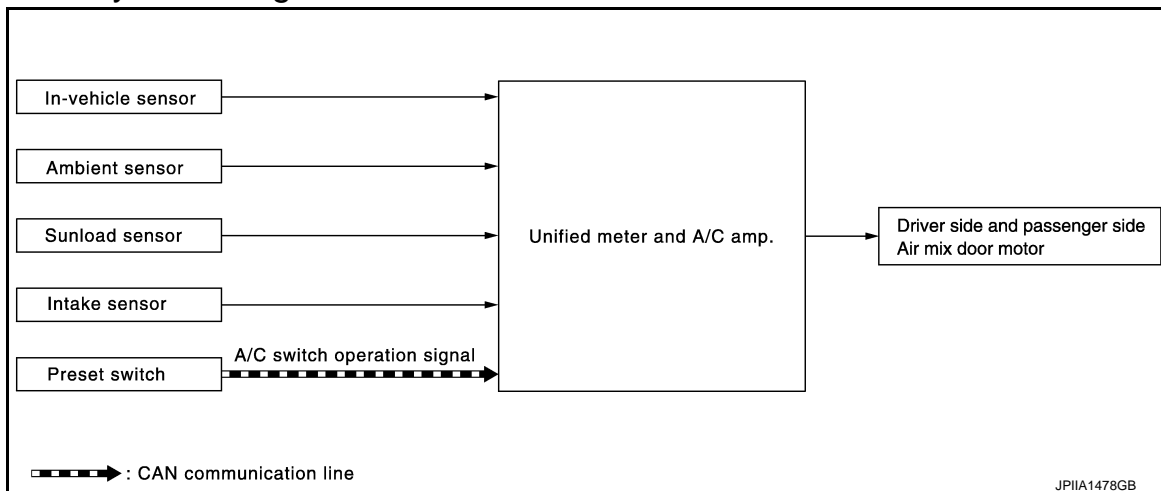 In-vehicle sensor
Ambient sensor
Sunload sensor
Intake sensor
Preset switch
A/C switch operation signal
Unified meter and A/C amp.
Driver side and passenger side
Air mix door motor
: CAN communication line
JPIIA1478GB